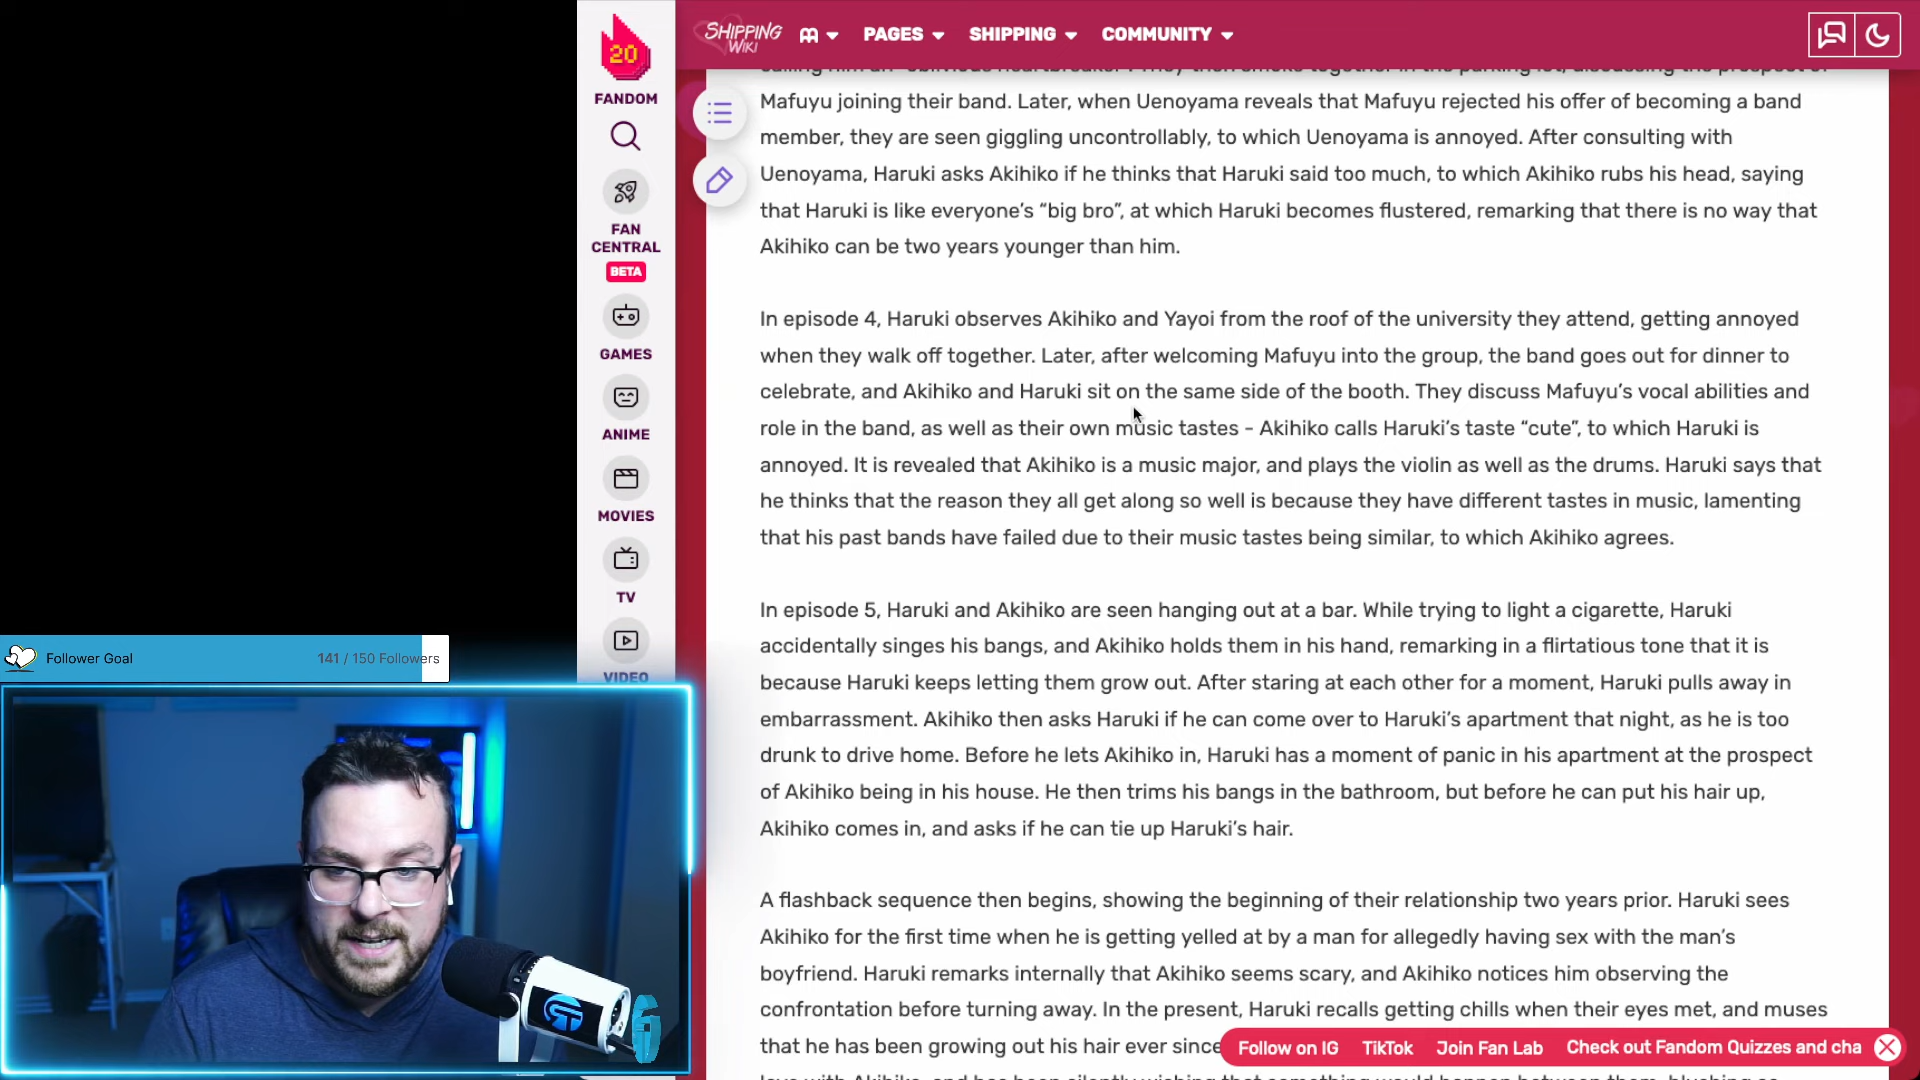 20
FANDOM
FAN
CENTRAL
BETA
GAMES
ANIME
MOVIES
TV
VIDEO
SHIPPING
WIKI
PAGES
SHIPPING
COMMUNITY
Mafuyu joining their band. Later, when Uenoyama reveals that Mafuyu rejected his offer of becoming a band
member, they are seen giggling uncontrollably, to which Uenoyama is annoyed. After consulting with
Uenoyama, Haruki asks Akihiko if he thinks that Haruki said too much, to which Akihiko rubs his head, saying
that Haruki is like everyone's “big bro”, at which Haruki becomes flustered, remarking that there is no way that
Akihiko can be two years younger than him.
In episode 4, Haruki observes Akihiko and Yayoi from the roof of the university they attend, getting annoyed
when they walk off together. Later, after welcoming Mafuyu into the group, the band goes out for dinner to
celebrate, and Akihiko and Haruki sit on the same side of the booth. They discuss Mafuyu's vocal abilities and
role in the band, as well as their own music tastes - Akihiko calls Haruki's taste “cute”, to which Haruki is
annoyed. It is revealed that Akihiko is a music major, and plays the violin as well as the drums. Haruki says that
he thinks that the reason they all get along so well is because they have different tastes in music, lamenting
that his past bands have failed due to their music tastes being similar, to which Akihiko agrees.
In episode 5, Haruki and Akihiko are seen hanging out at a bar. While trying to light a cigarette, Haruki
accidentally singes his bangs, and Akihiko holds them in his hand, remarking in a flirtatious tone that it is
because Haruki keeps letting them grow out. After staring at each other for a moment, Haruki pulls away in
embarrassment. Akihiko then asks Haruki if he can come over to Haruki's apartment that night, as he is too
drunk to drive home. Before he lets Akihiko in, Haruki has a moment of panic in his apartment at the prospect
of Akihiko being in his house. He then trims his bangs in the bathroom, but before he can put his hair up,
Akihiko comes in, and asks if he can tie up Haruki's hair.
A flashback sequence then begins, showing the beginning of their relationship two years prior. Haruki sees
Akihiko for the first time when he is getting yelled at by a man for allegedly having sex with the man's
boyfriend. Haruki remarks internally that Akihiko seems scary, and Akihiko notices him observing the
confrontation before turning away. In the present, Haruki recalls getting chills when their eyes met, and muses
that he has been growing out his hair ever since
Follow on IG
TikTok
Join Fan Lab
Check out Fandom Quizzes and cha
Follower Goal
141 / 150 Followers